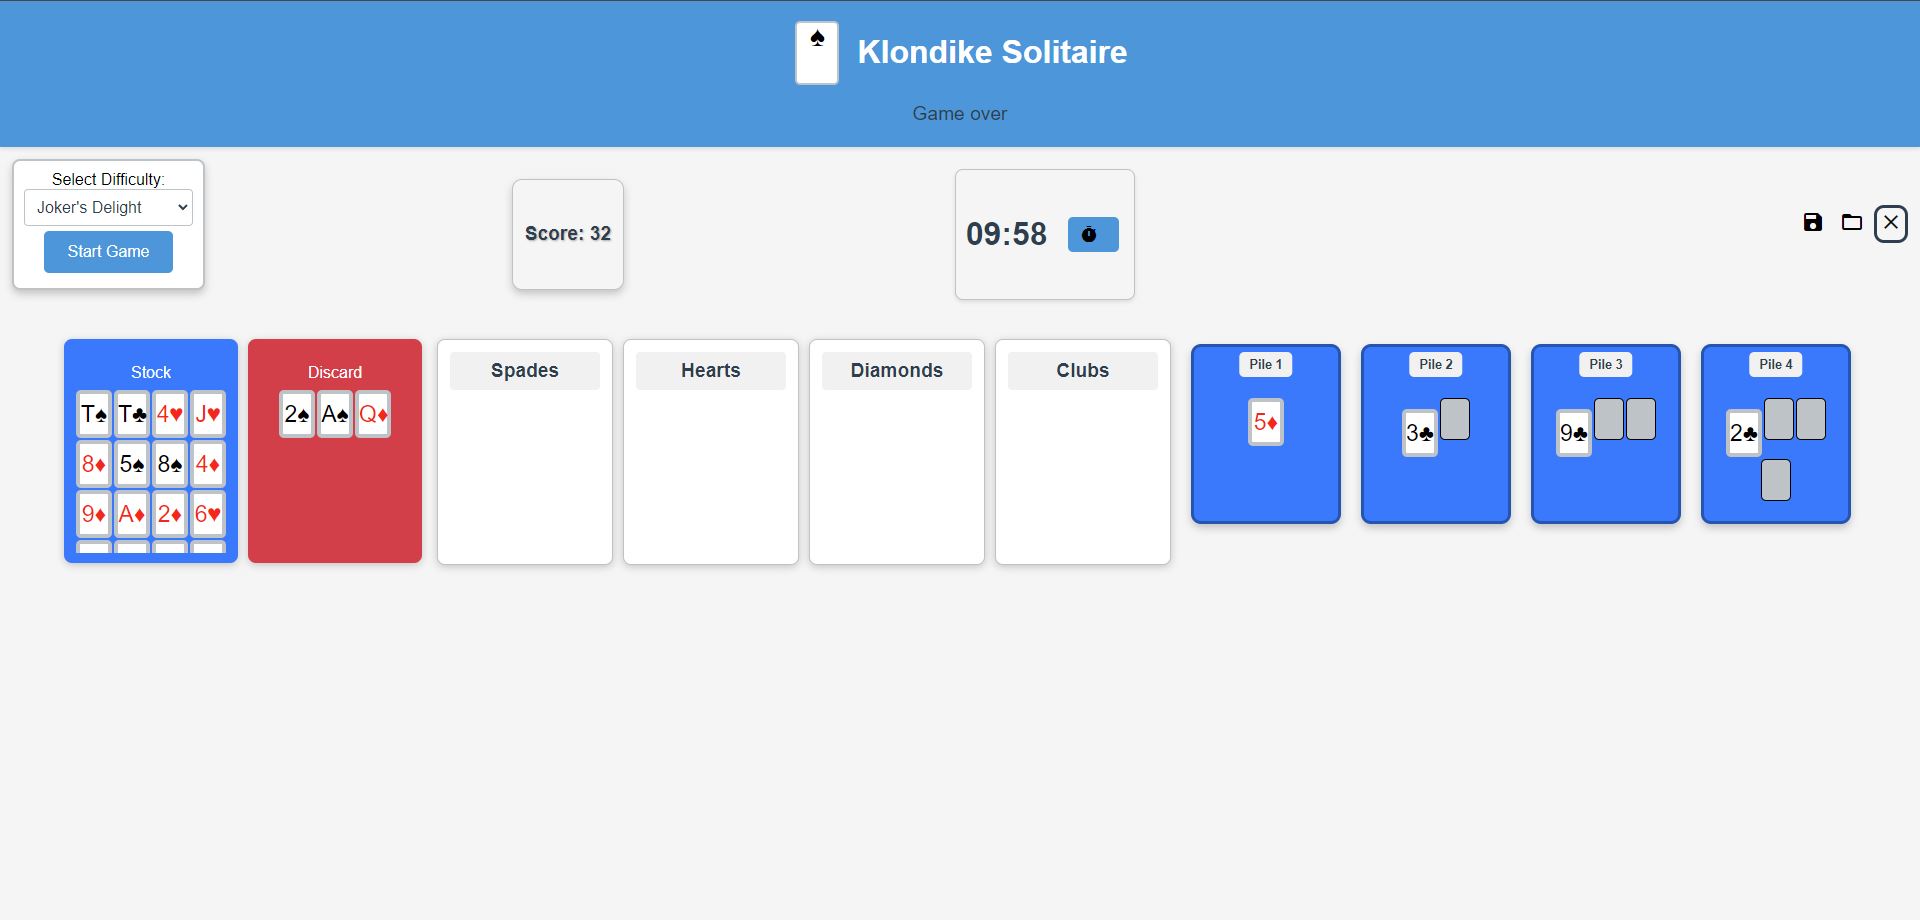 ♠
Klondike Solitaire
Game over
Select Difficulty:
Joker's Delight
Start Game
Score: 32
09:58
Stock
T♠ T♣ 4♥ J♥
8♦ 5♠ 8♠ 4♦
9♦ A♦ 2♦ 6♥
Discard
2♠ A♠ Q♦
Spades
Hearts
Diamonds
Clubs
Pile 1
5♦
Pile 2
3♣
Pile 3
9♣
Pile 4
2♣